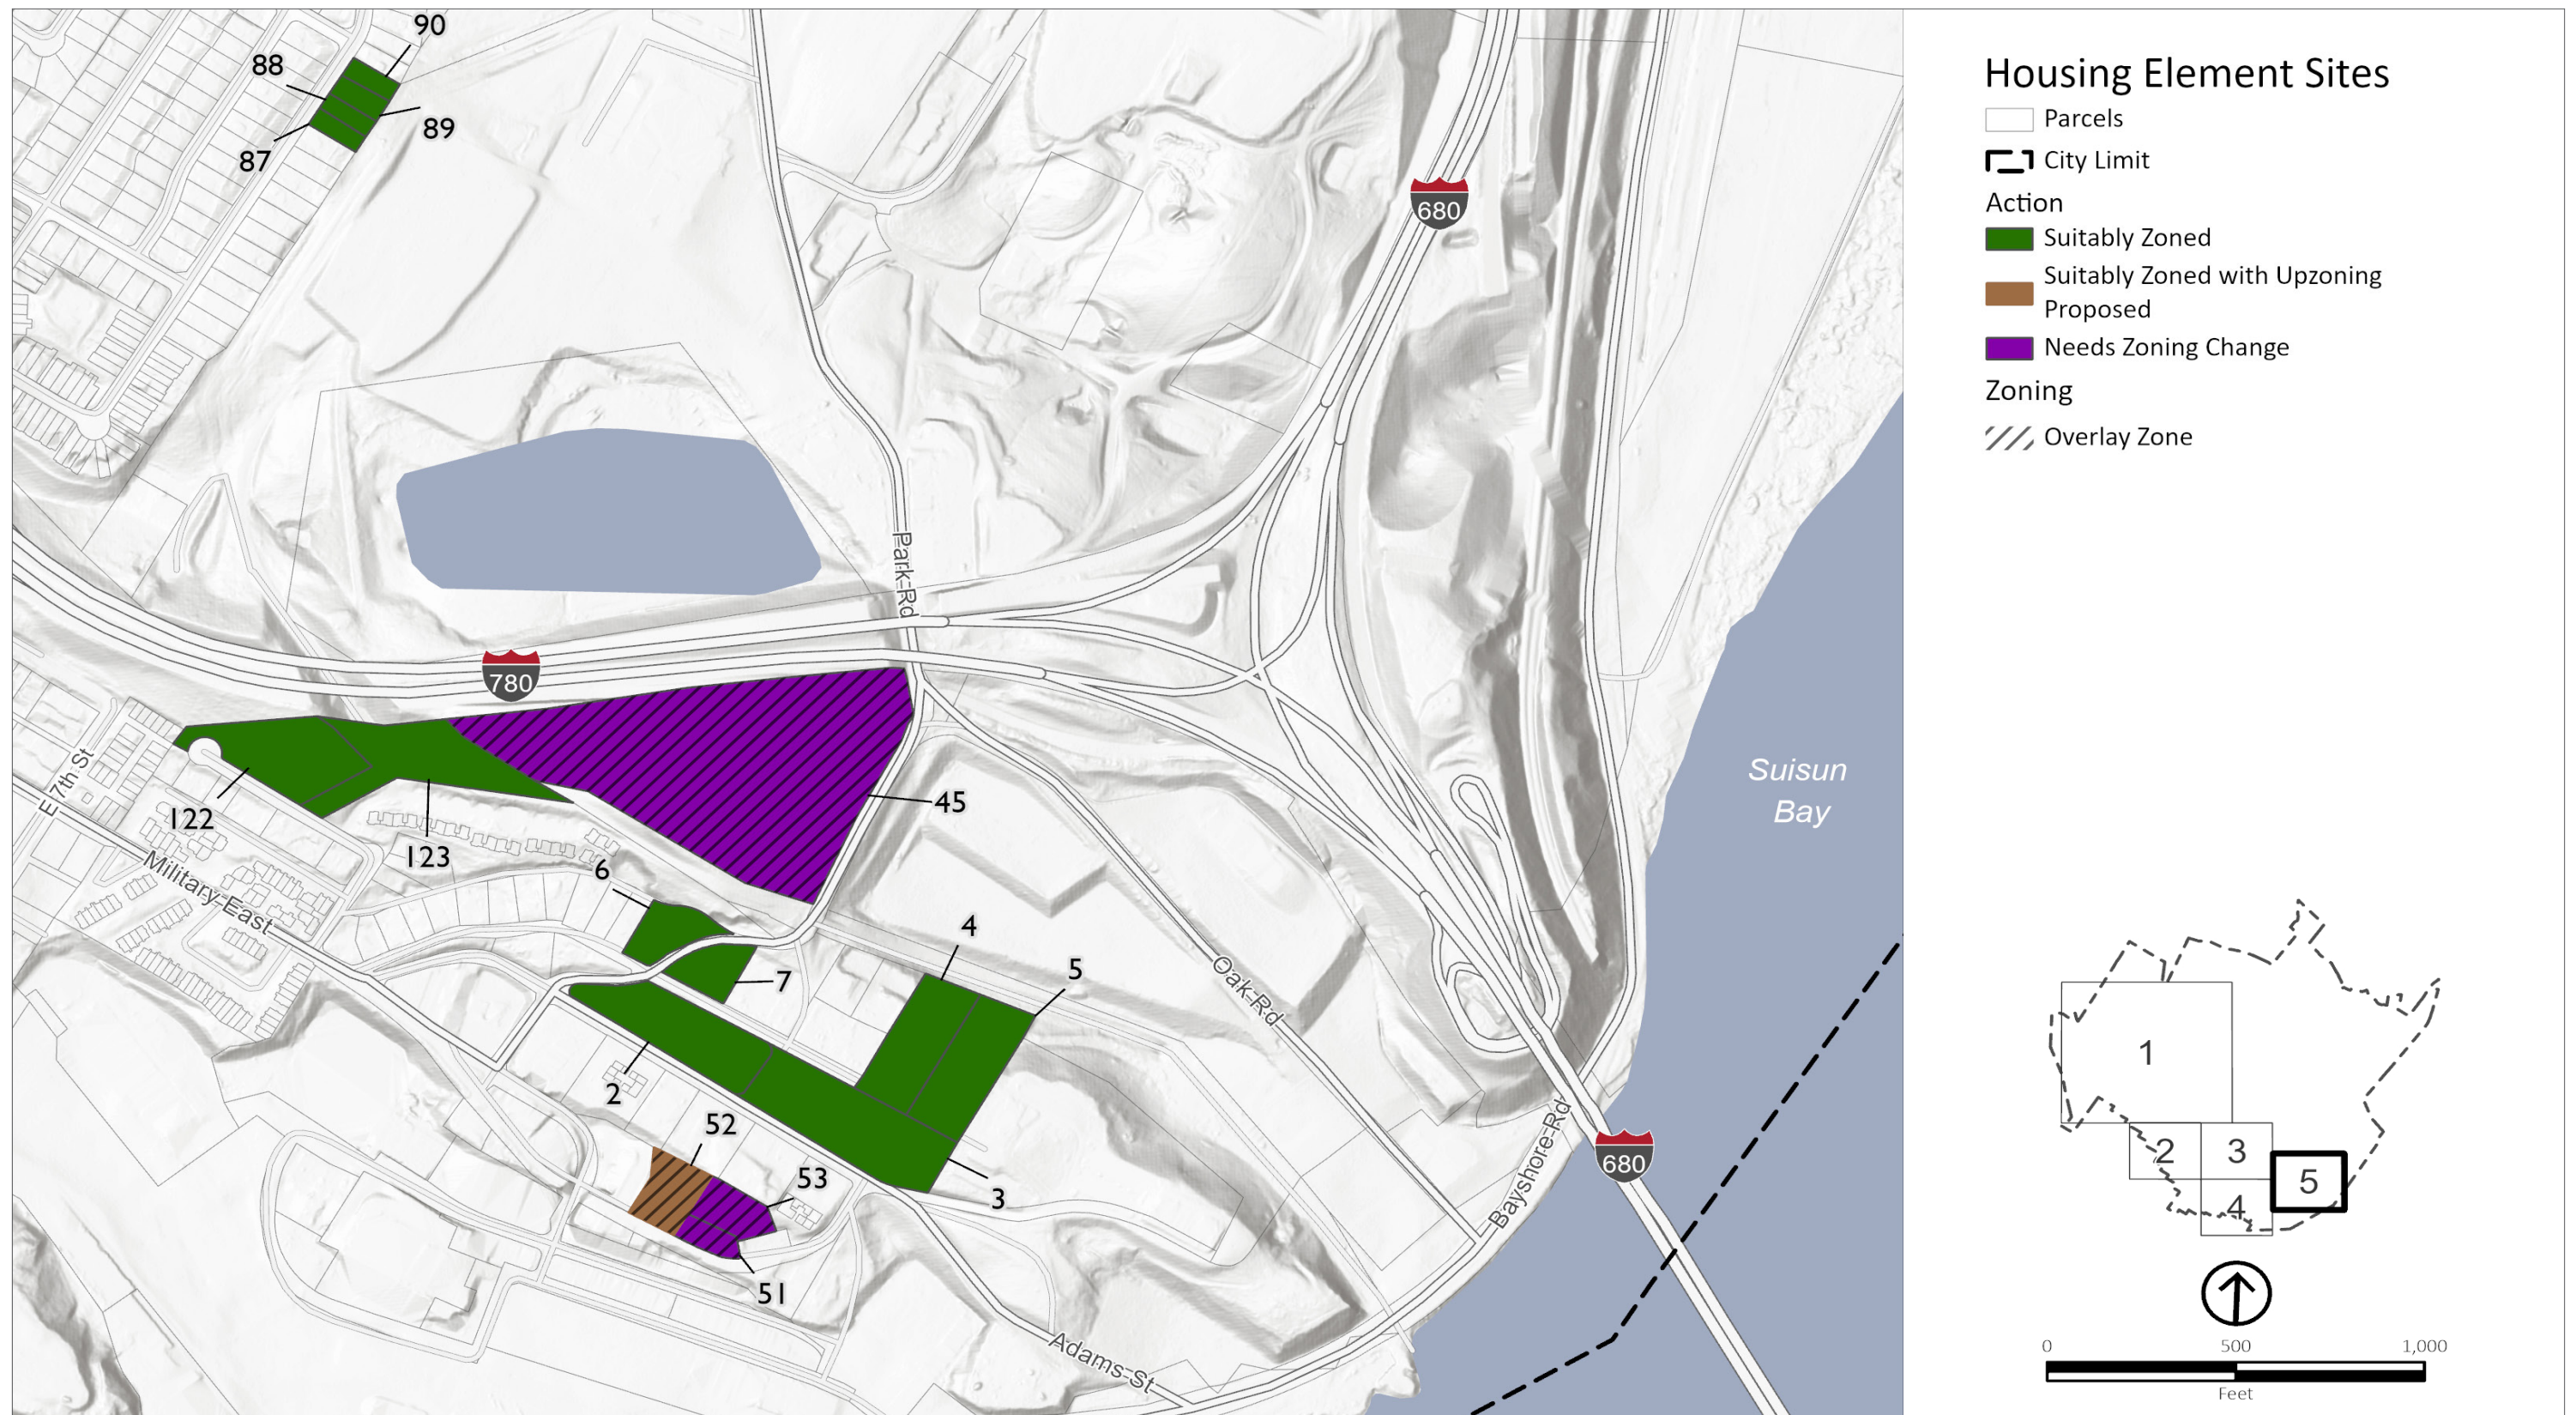 90
88
89
87
680
Park Rd
780
E 7th St
122
123
45
Military East
6
7
4
5
Oak Rd
2
52
53
3
51
Bayshore Rd
680
Adams St
Suisun
Bay
Housing Element Sites
Parcels
City Limit
Action
Suitably Zoned
Suitably Zoned with Upzoning
Proposed
Needs Zoning Change
Zoning
Overlay Zone
1
2
3
4
5
0 500 1,000
Feet